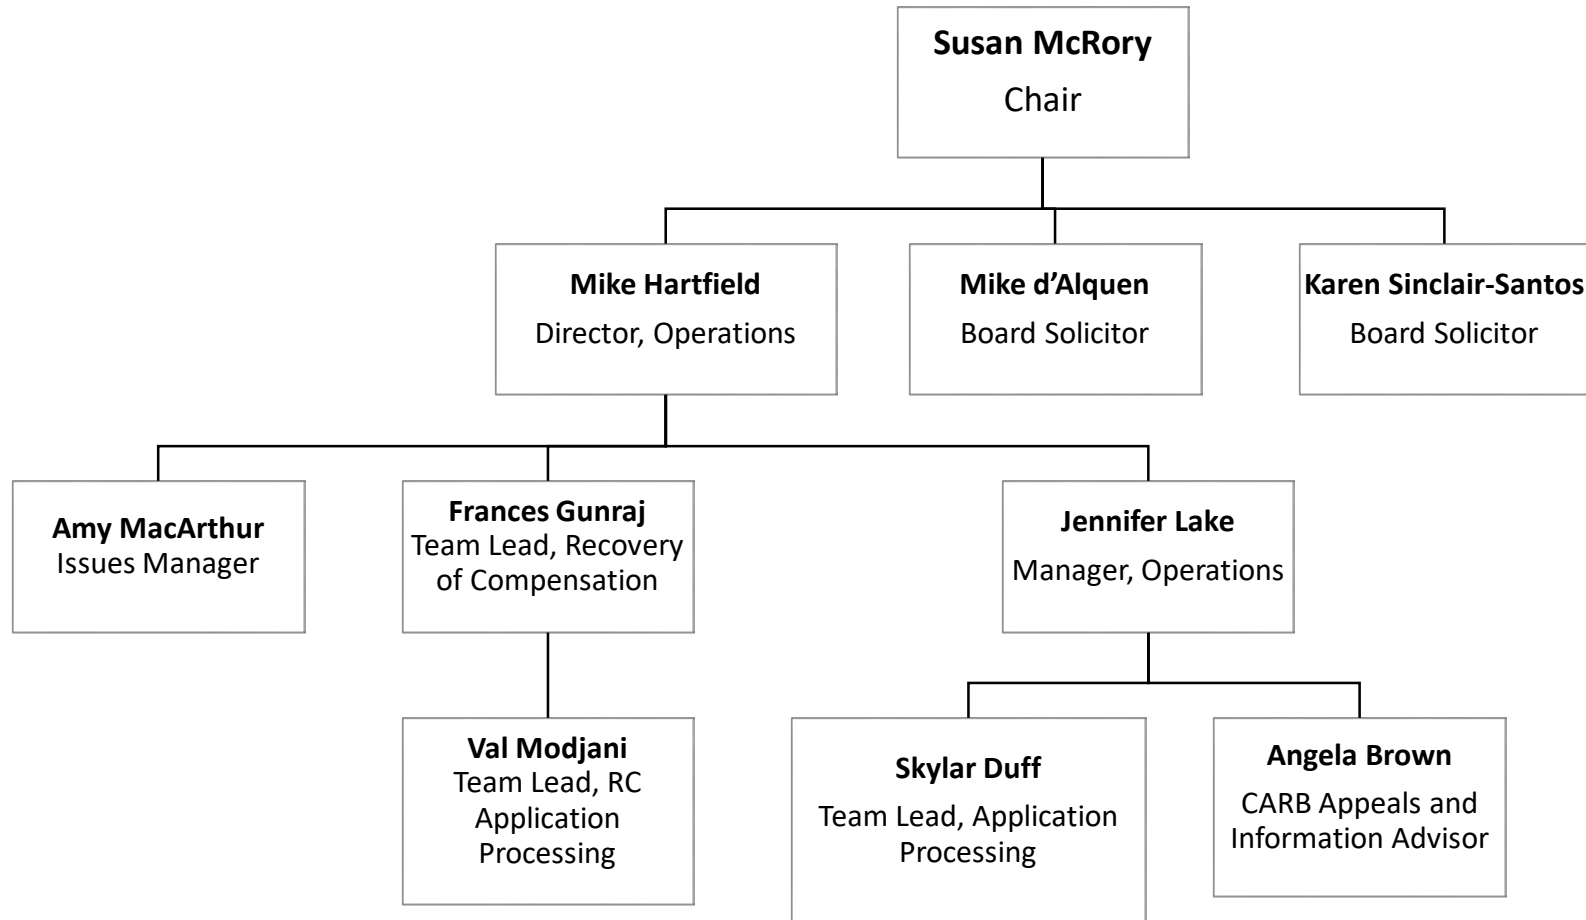 Susan McRory
Chair
Mike Hartfield
Director, Operations
Mike d’Alquen
Board Solicitor
Karen Sinclair-Santos
Board Solicitor
Amy MacArthur
Issues Manager
Frances Gunraj
Team Lead, Recovery
of Compensation
Jennifer Lake
Manager, Operations
Val Modjani
Team Lead, RC
Application
Processing
Skylar Duff
Team Lead, Application
Processing
Angela Brown
CARB Appeals and
Information Advisor